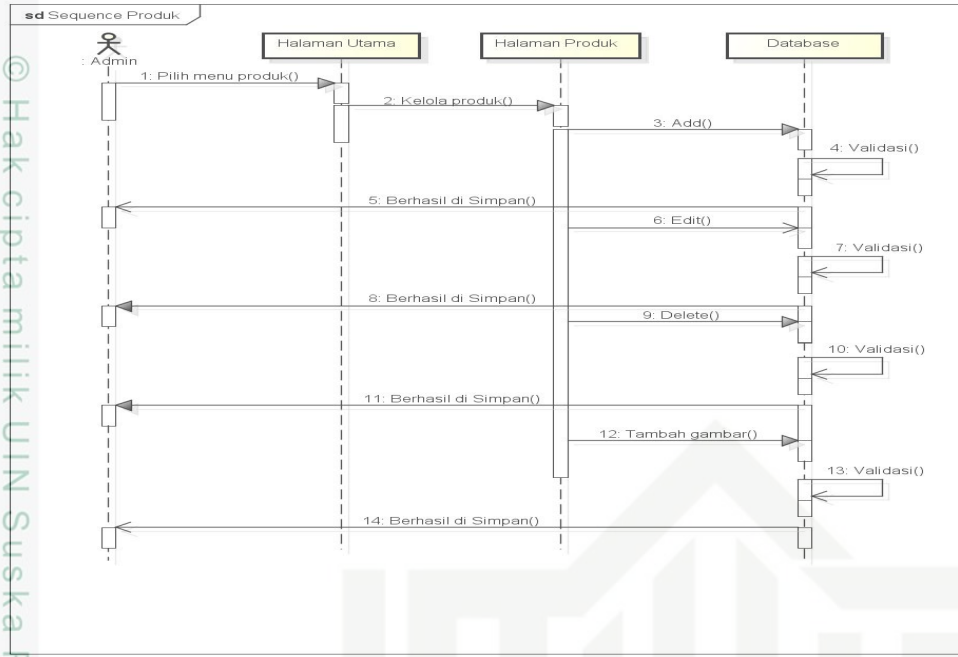 sd Sequence Produk
: Admin
Halaman Utama
Halaman Produk
Database
1: Pilih menu produk()
2: Kelola produk()
3: Add()
4: Validasi()
5: Berhasil di Simpan()
6: Edit()
7: Validasi()
8: Berhasil di Simpan()
9: Delete()
10: Validasi()
11: Berhasil di Simpan()
12: Tambah gambar()
13: Validasi()
14: Berhasil di Simpan()
© Hak cipta milik UIN Suska